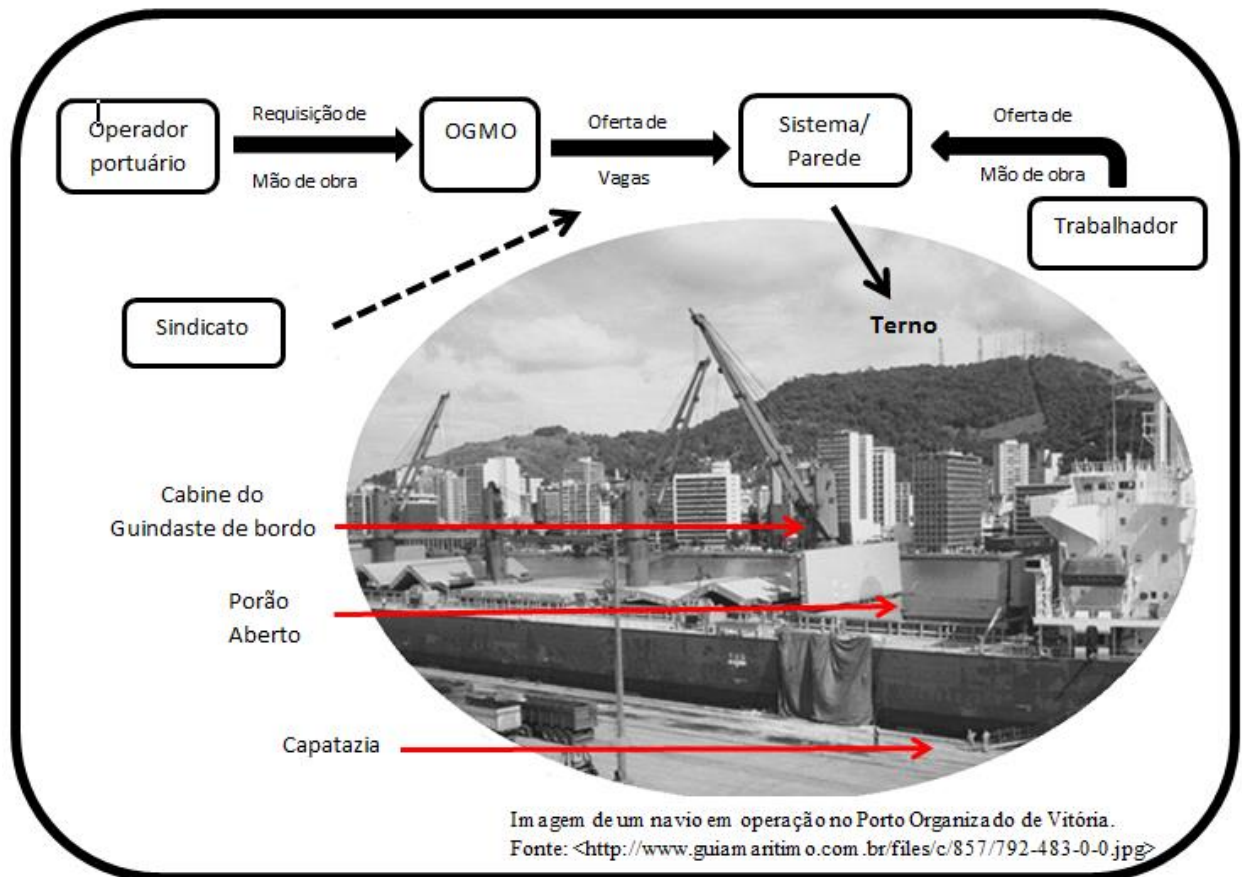 Operador
portuário
Requisição de
Mão de obra
OGMO
Oferta de
Vagas
Sistema/
Parede
Oferta de
Mão de obra
Trabalhador
Sindicato
Terno
Cabine do
Guindaste de bordo
Porão
Aberto
Capatazia
Imagem de um navio em operação no Porto Organizado de Vitória.
Fonte: <http://www.guiamaritimo.com.br/files/c/857/792-483-0-0.jpg>